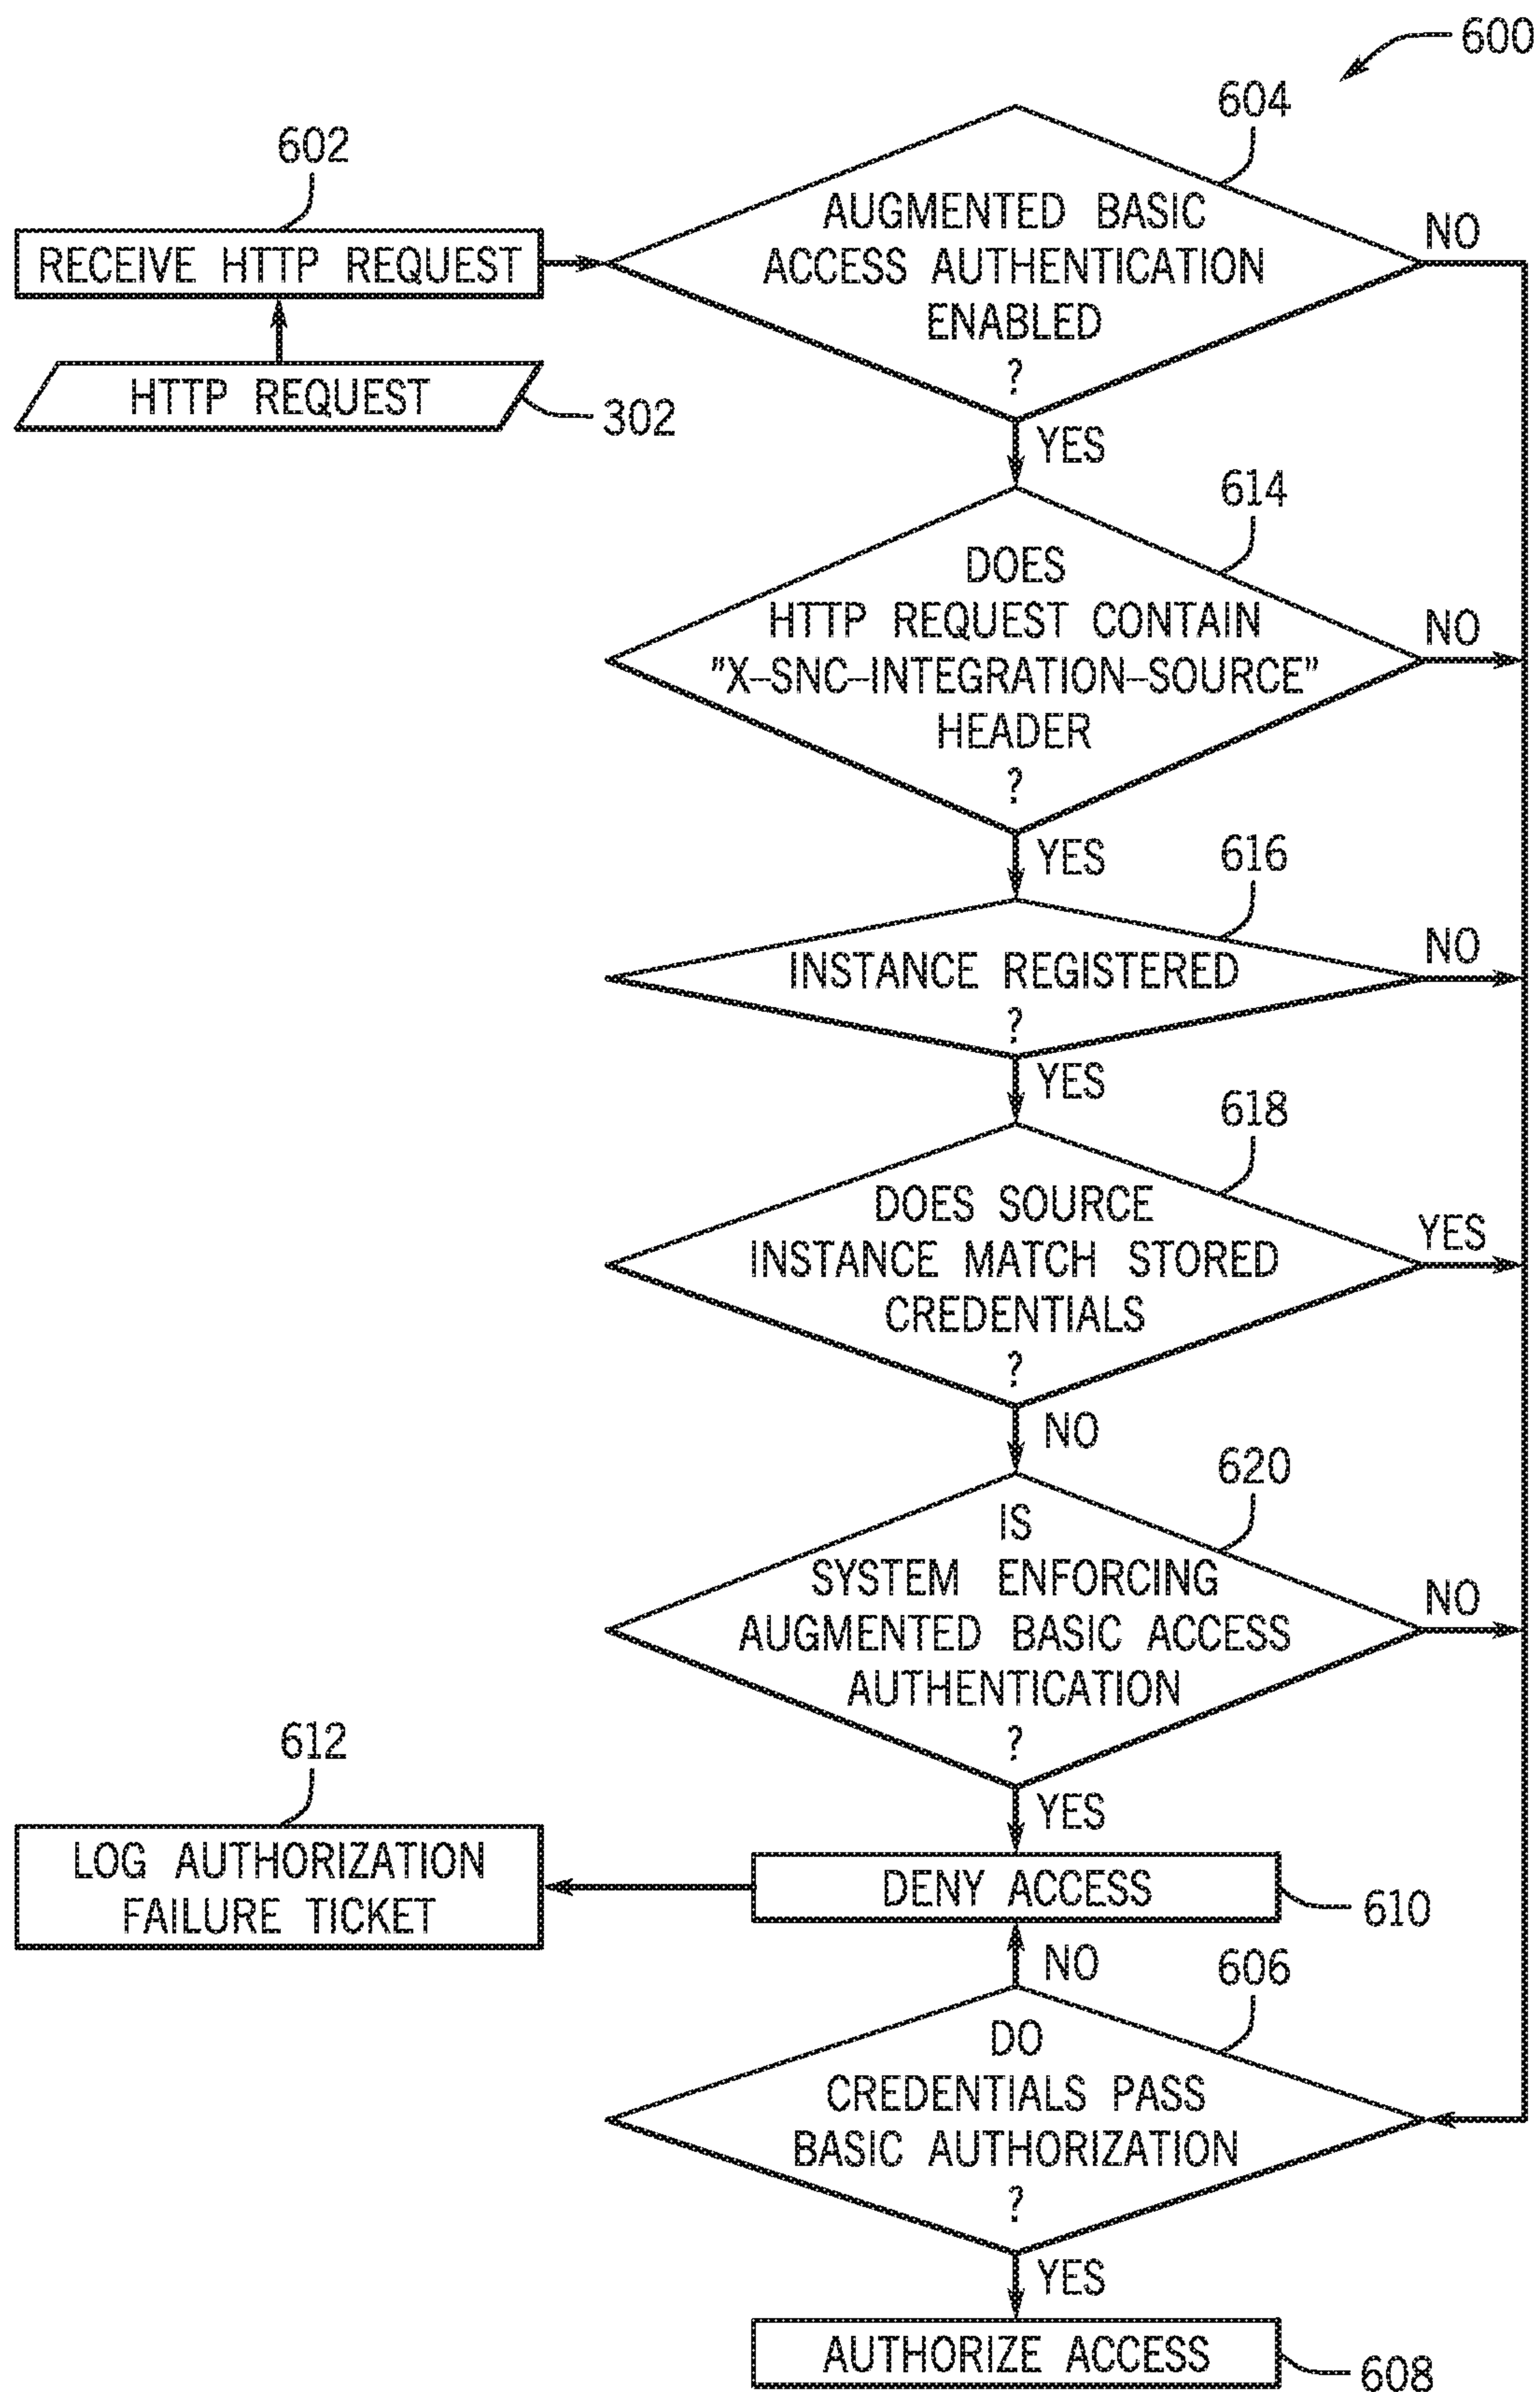 600
604
602
AUGMENTED BASIC
ACCESS AUTHENTICATION
ENABLED
?
NO
RECEIVE HTTP REQUEST
HTTP REQUEST
302
YES
614
DOES
HTTP REQUEST CONTAIN
"X-SNC-INTEGRATION-SOURCE"
HEADER
?
NO
YES
616
INSTANCE REGISTERED
?
NO
YES
618
DOES SOURCE
INSTANCE MATCH STORED
CREDENTIALS
?
YES
NO
620
IS
SYSTEM ENFORCING
AUGMENTED BASIC ACCESS
AUTHENTICATION
?
NO
YES
612
LOG AUTHORIZATION
FAILURE TICKET
DENY ACCESS
610
NO
606
DO
CREDENTIALS PASS
BASIC AUTHORIZATION
?
YES
AUTHORIZE ACCESS
608